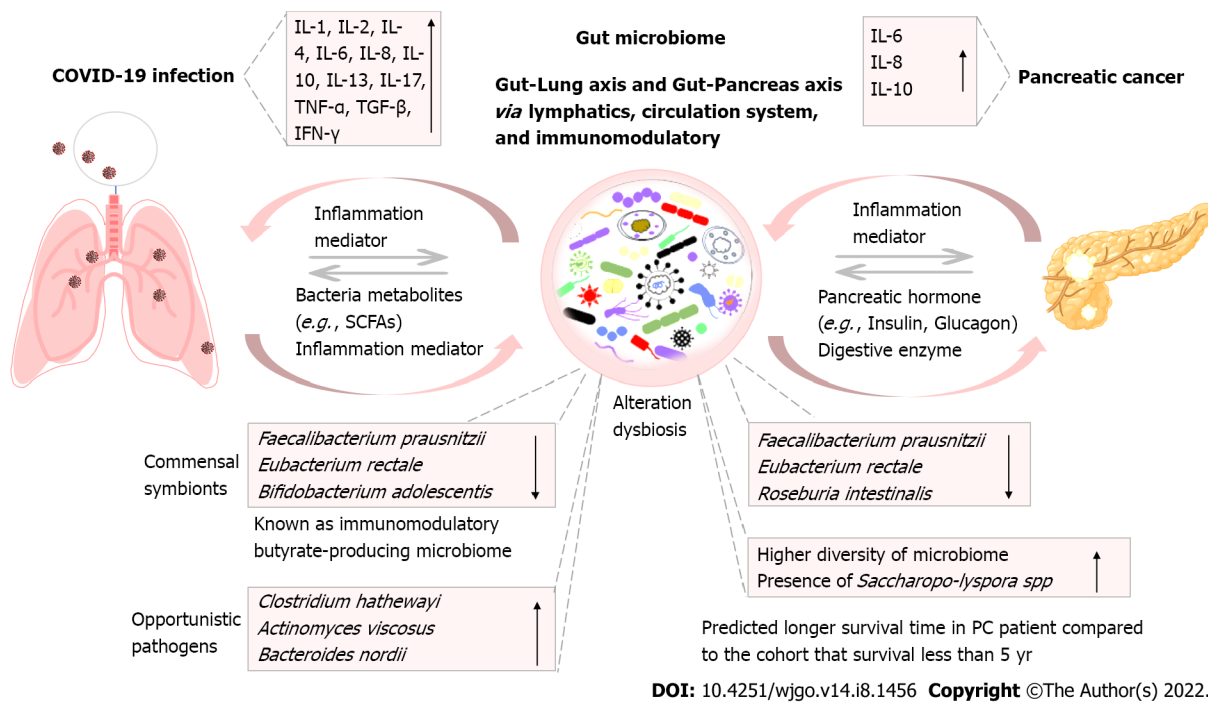 COVID-19 infection
IL-1, IL-2, IL-
4, IL-6, IL-8, IL-
10, IL-13, IL-17,
TNF-α, TGF-β,
IFN-γ
Gut microbiome
Gut-Lung axis and Gut-Pancreas axis
via lymphatics, circulation system,
and immunomodulatory
IL-6
IL-8
IL-10
Pancreatic cancer
Inflammation
mediator
Bacteria metabolites
(e.g., SCFAs)
Inflammation mediator
Inflammation
mediator
Pancreatic hormone
(e.g., Insulin, Glucagon)
Digestive enzyme
Alteration
dysbiosis
Commensal
symbionts
Faecalibacterium prausnitzii
Eubacterium rectale
Bifidobacterium adolescentis
Known as immunomodulatory
butyrate-producing microbiome
Opportunistic
pathogens
Clostridium hathewayi
Actinomyces viscosus
Bacteroides nordii
Faecalibacterium prausnitzii
Eubacterium rectale
Roseburia intestinalis
Higher diversity of microbiome
Presence of Saccharopo-lyspora spp
Predicted longer survival time in PC patient compared
to the cohort that survival less than 5 yr
DOI: 10.4251/wjgo.v14.i8.1456 Copyright ©The Author(s) 2022.